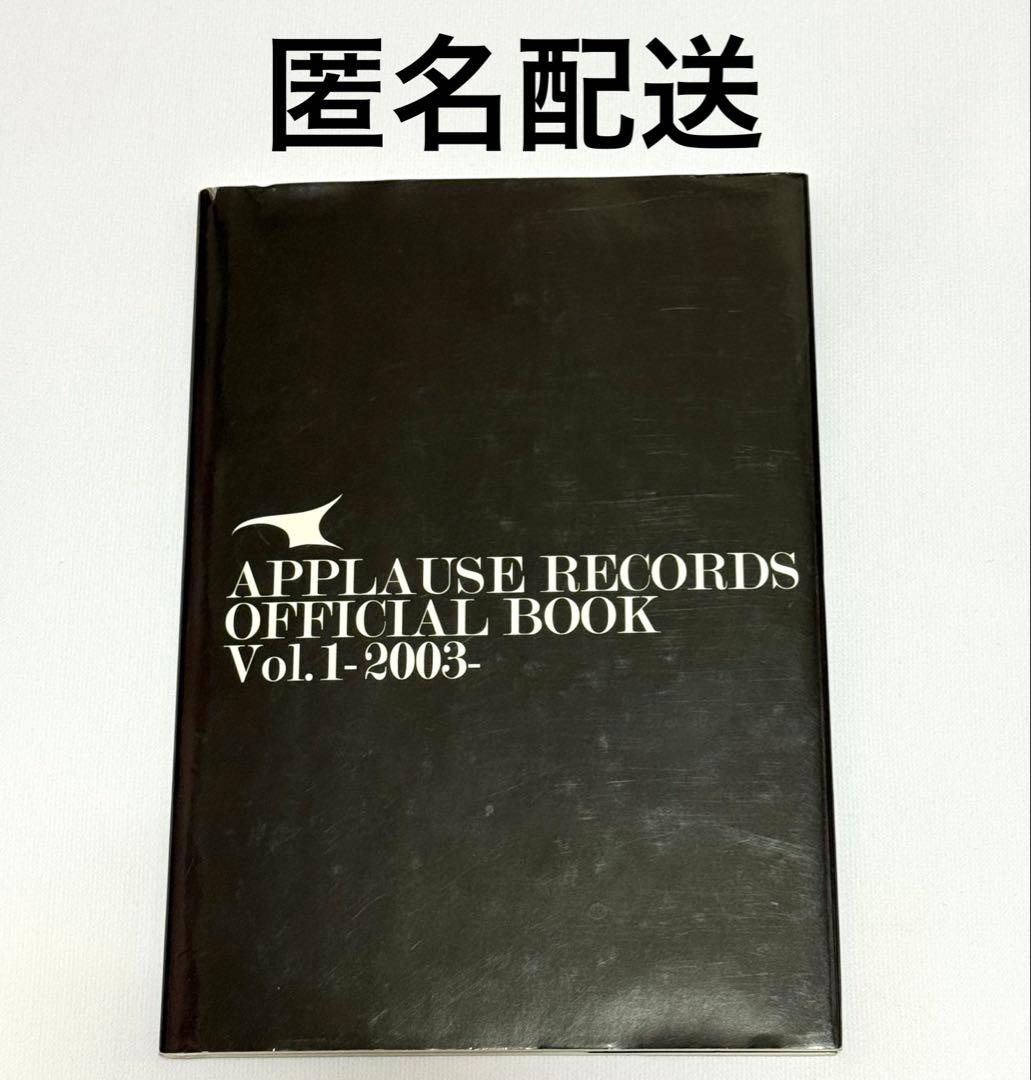 匿名配送
APPLAUSE RECORDS
OFFICIAL BOOK
Vol.1-2003-